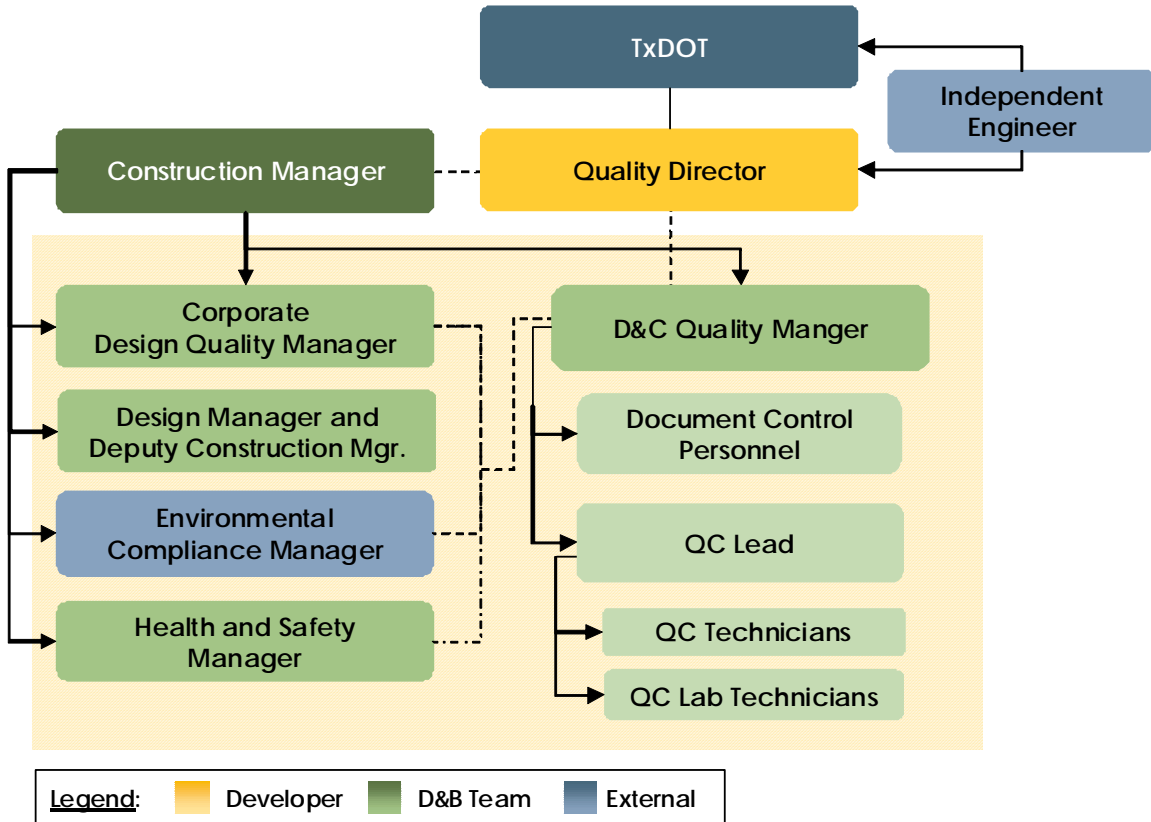 TxDOT
Independent
Engineer
Construction Manager
Quality Director
Corporate
Design Quality Manager
D&C Quality Manger
Design Manager and
Deputy Construction Mgr.
Document Control
Personnel
Environmental
Compliance Manager
QC Lead
Health and Safety
Manager
QC Technicians
QC Lab Technicians
Legend: Developer D&B Team External